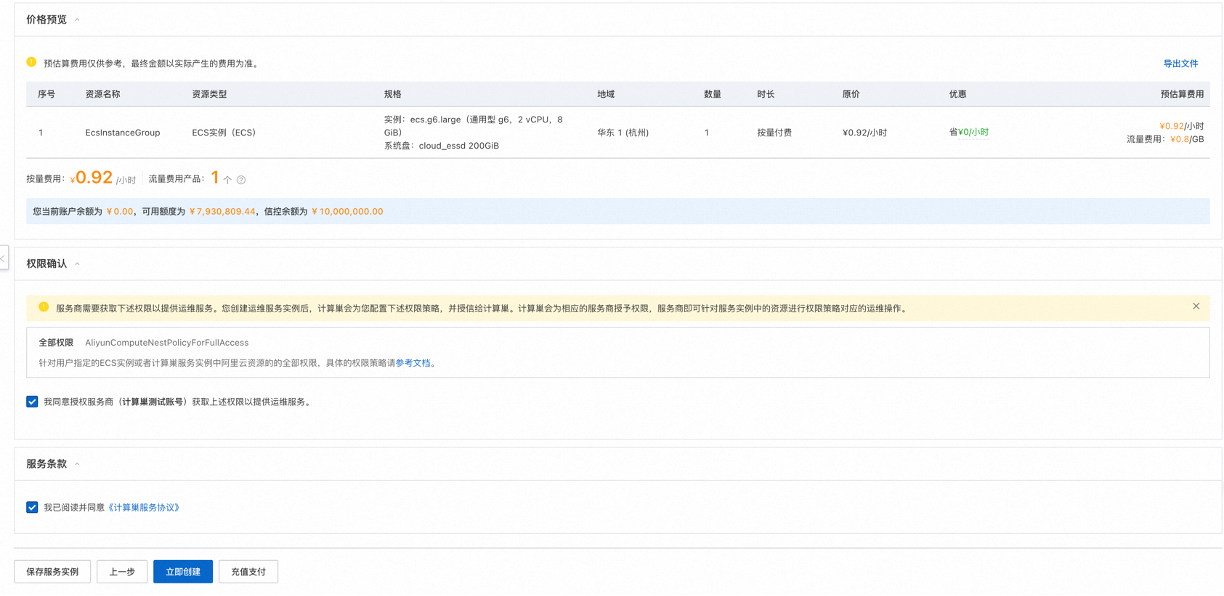 价格预览
预估算费用仅供参考，最终金额以实际产生的费用为准。 导出文件
序号 资源名称 资源类型 规格 地域 数量 时长 原价 优惠 预估算费用
1 EcsInstanceGroup ECS实例（ECS） 实例：ecs.g6.large（通用型 g6，2 vCPU，8 GiB） 系统盘：cloud_essd 200GiB 华东 1 (杭州) 1 按量付费 ¥0.92/小时 省¥0/小时 ¥0.92/小时 流量费用：¥0.8/GB
按量费用：¥0.92 /小时 流量费用产品：1 个
您当前账户余额为 ¥0.00，可用额度为 ¥7,930,809.44，信控余额为 ¥10,000,000.00
权限确认
服务商需要获取下述权限以提供运维服务。您创建运维服务实例后，计算巢会为您配置下述权限策略，并授信给计算巢。计算巢会为相应的服务商授予权限，服务商即可针对服务实例中的资源进行权限策略对应的运维操作。
全部权限 AliyunComputeNestPolicyForFullAccess
针对用户指定的ECS实例或者计算巢服务实例中阿里云资源的的全部权限，具体的权限策略请参考文档。
我同意授权服务商（计算巢测试账号）获取上述权限以提供运维服务。
服务条款
我已阅读并同意《计算巢服务协议》
保存服务实例 上一步 立即创建 充值支付